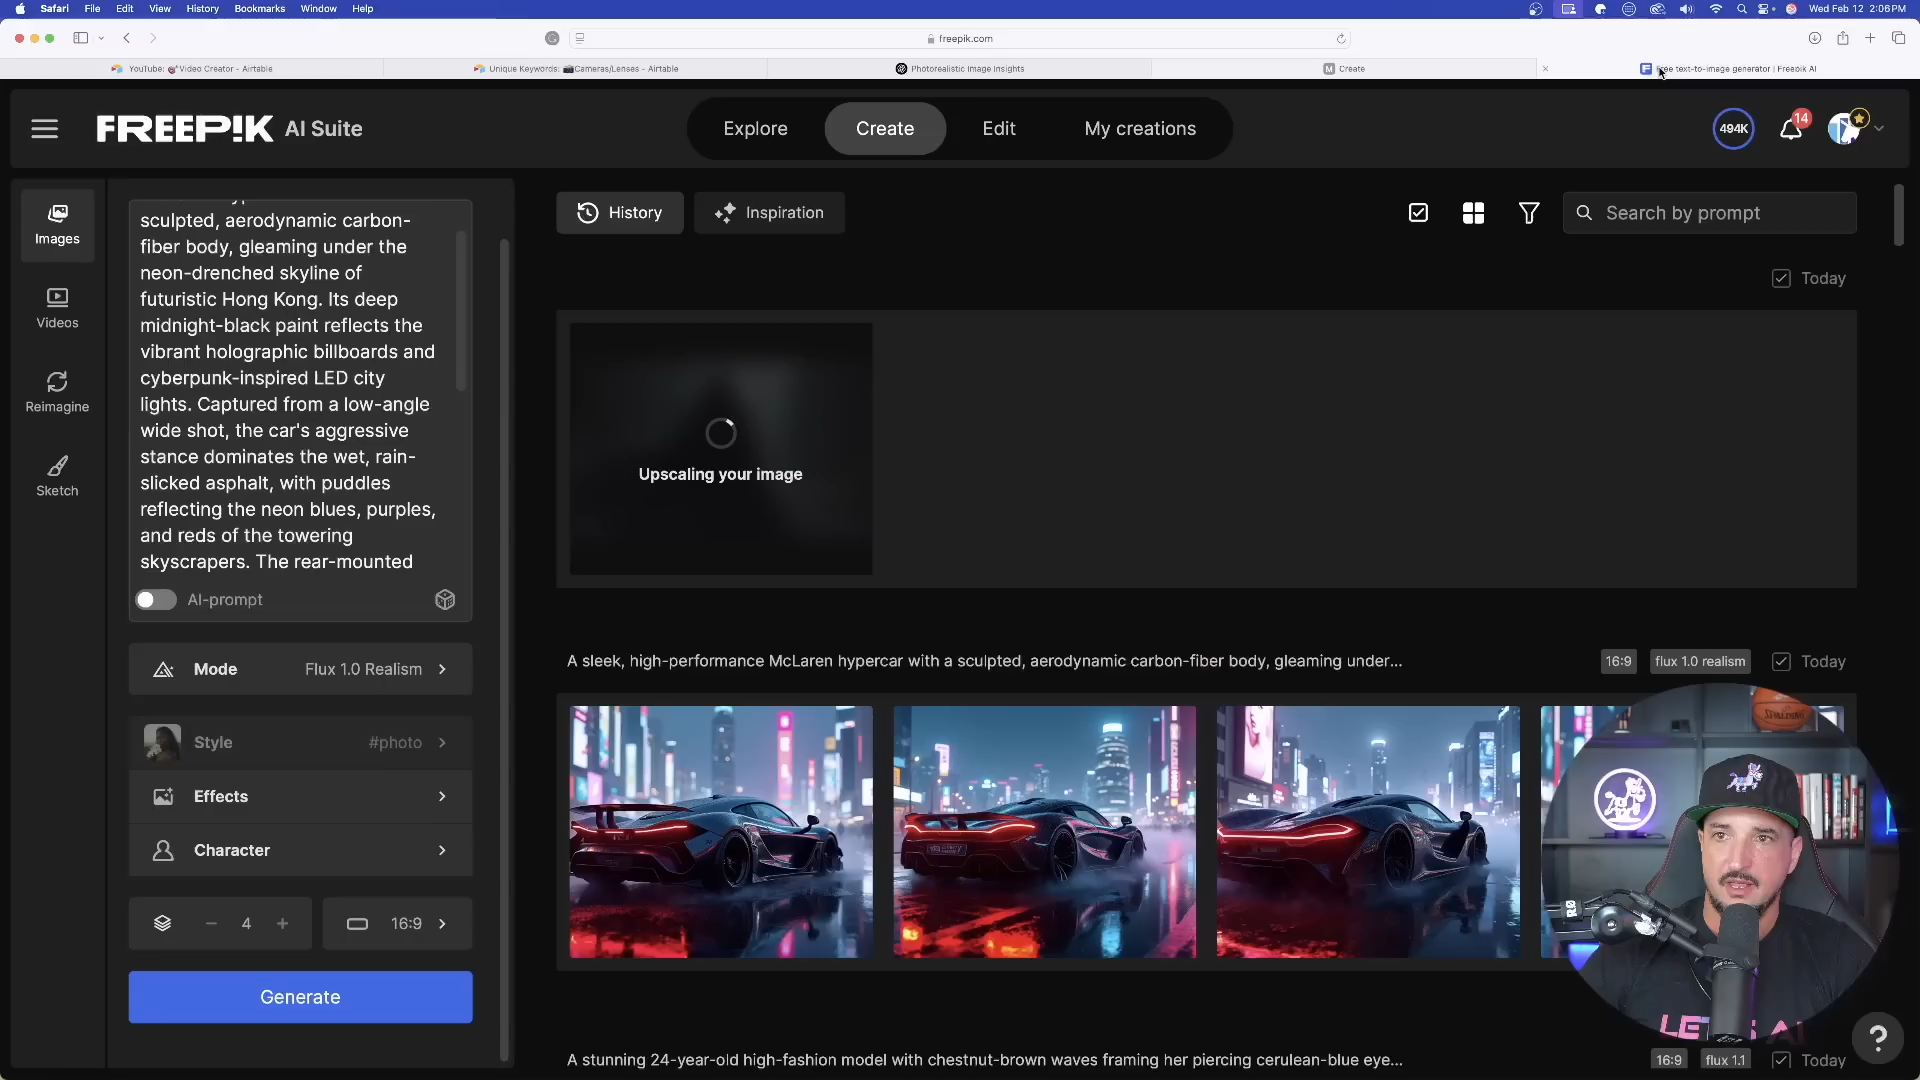 Safari File Edit View History Bookmarks Window Help
Wed Feb 12 2:06 PM
freepik.com
YouTube: Video Creator - Airtable
Unique Keywords: Cameras/Lenses - Airtable
Photorealistic Image Insights
M Create
Free text-to-image generator | Freepik AI
FREEP!K AI Suite
Explore
Create
Edit
My creations
494K
14
Images
Videos
Reimagine
Sketch
sculpted, aerodynamic carbon-
fiber body, gleaming under the
neon-drenched skyline of
futuristic Hong Kong. Its deep
midnight-black paint reflects the
vibrant holographic billboards and
cyberpunk-inspired LED city
lights. Captured from a low-angle
wide shot, the car's aggressive
stance dominates the wet, rain-
slicked asphalt, with puddles
reflecting the neon blues, purples,
and reds of the towering
skyscrapers. The rear-mounted
AI-prompt
Mode Flux 1.0 Realism
Style #photo
Effects
Character
4
16:9
Generate
History
Inspiration
Search by prompt
Today
Upscaling your image
A sleek, high-performance McLaren hypercar with a sculpted, aerodynamic carbon-fiber body, gleaming under...
16:9 flux 1.0 realism Today
SPALDING
RØ
A stunning 24-year-old high-fashion model with chestnut-brown waves framing her piercing cerulean-blue eye...
16:9 flux 1.1 Today
?